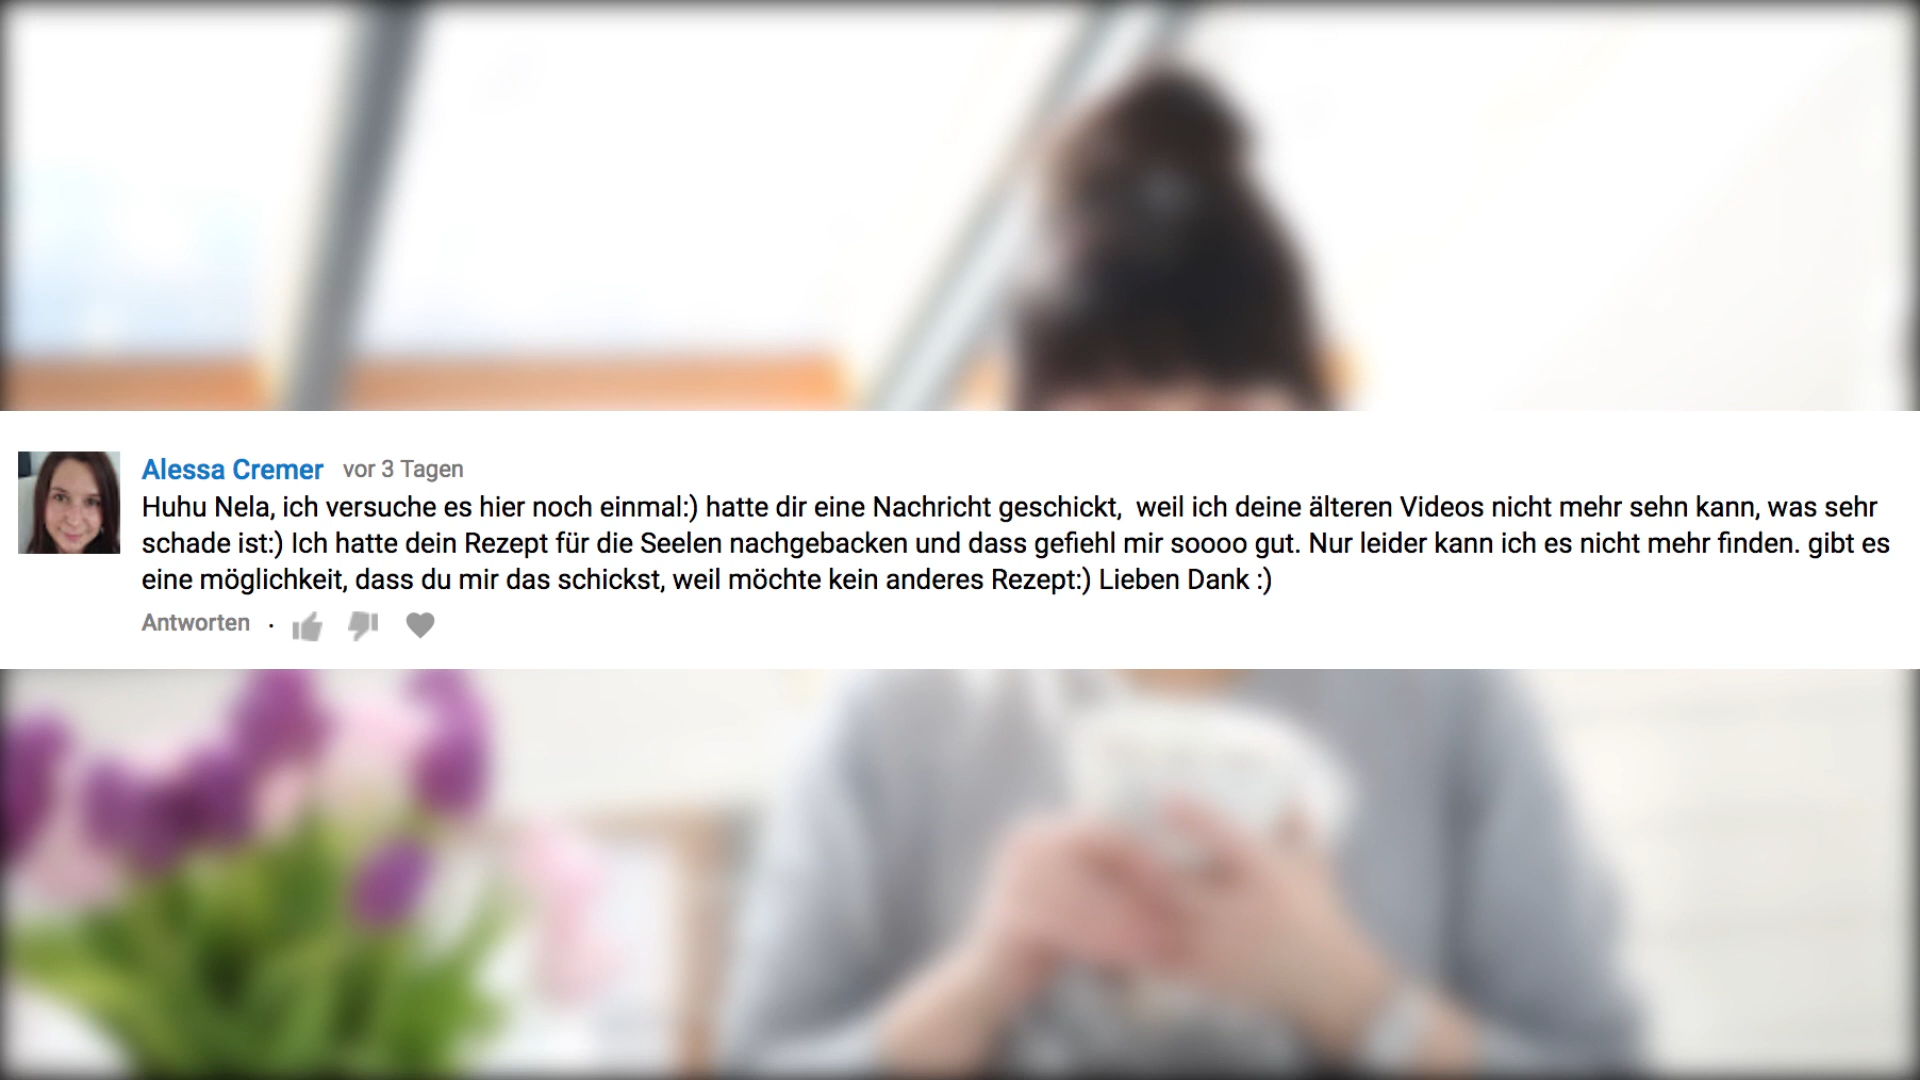 Alessa Cremer vor 3 Tagen
Huhu Nela, ich versuche es hier noch einmal:) hatte dir eine Nachricht geschickt,  weil ich deine älteren Videos nicht mehr sehn kann, was sehr
schade ist:) Ich hatte dein Rezept für die Seelen nachgebacken und dass gefiehl mir soooo gut. Nur leider kann ich es nicht mehr finden. gibt es
eine möglichkeit, dass du mir das schickst, weil möchte kein anderes Rezept:) Lieben Dank :)
Antworten ·